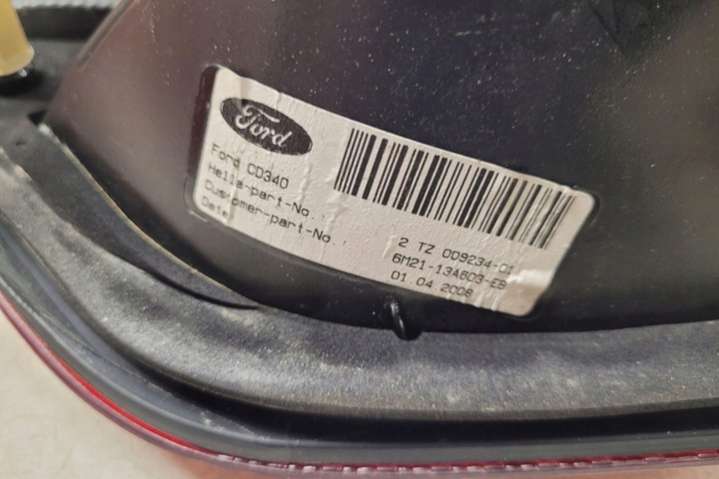 Ford
Ford CD340
Hella-part-No.: 2 TZ 009234-01
Customer-part-No.: 6M21-13A603-EB
Date 01.04.2008